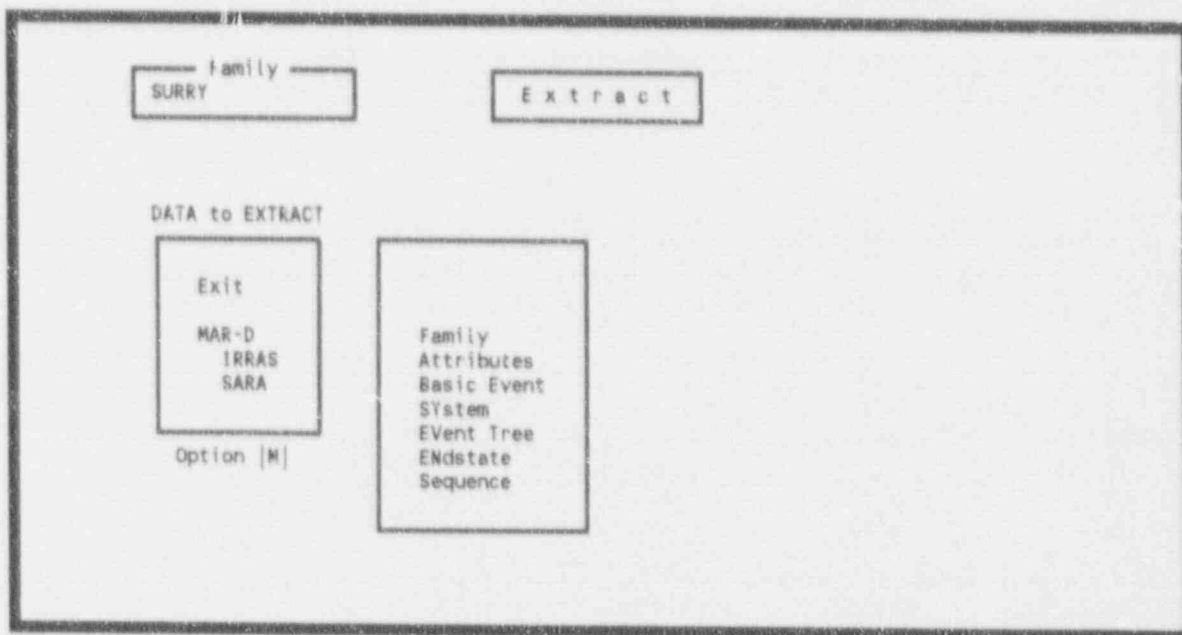 Family
SURRY
Extract
DATA to EXTRACT
Exit
MAR-D
IRRAS
SARA
Option |M|
Family
Attributes
Basic Event
SYstem
EVent Tree
ENdstate
Sequence